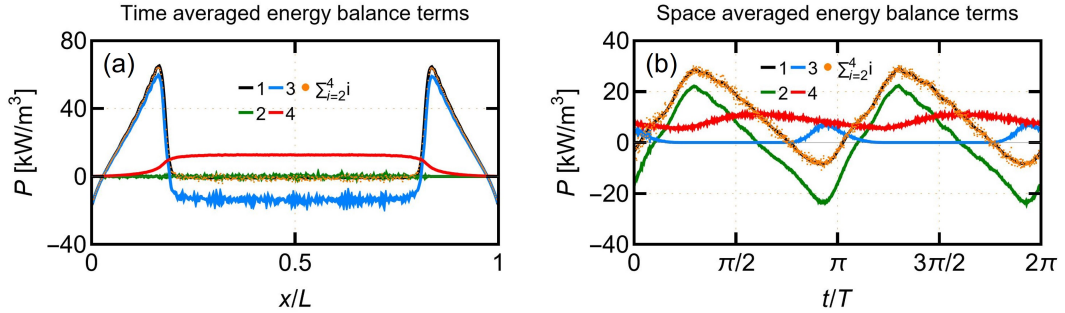 Time averaged energy balance terms
80
40
0
−40
P [kW/m³]
(a)
1 3 ∑⁴ᵢ₌₂i
2 4
0 0.5 1
x/L
Space averaged energy balance terms
40
20
0
−20
−40
P [kW/m³]
(b)
1 3 ∑⁴ᵢ₌₂i
2 4
0 π/2 π 3π/2 2π
t/T